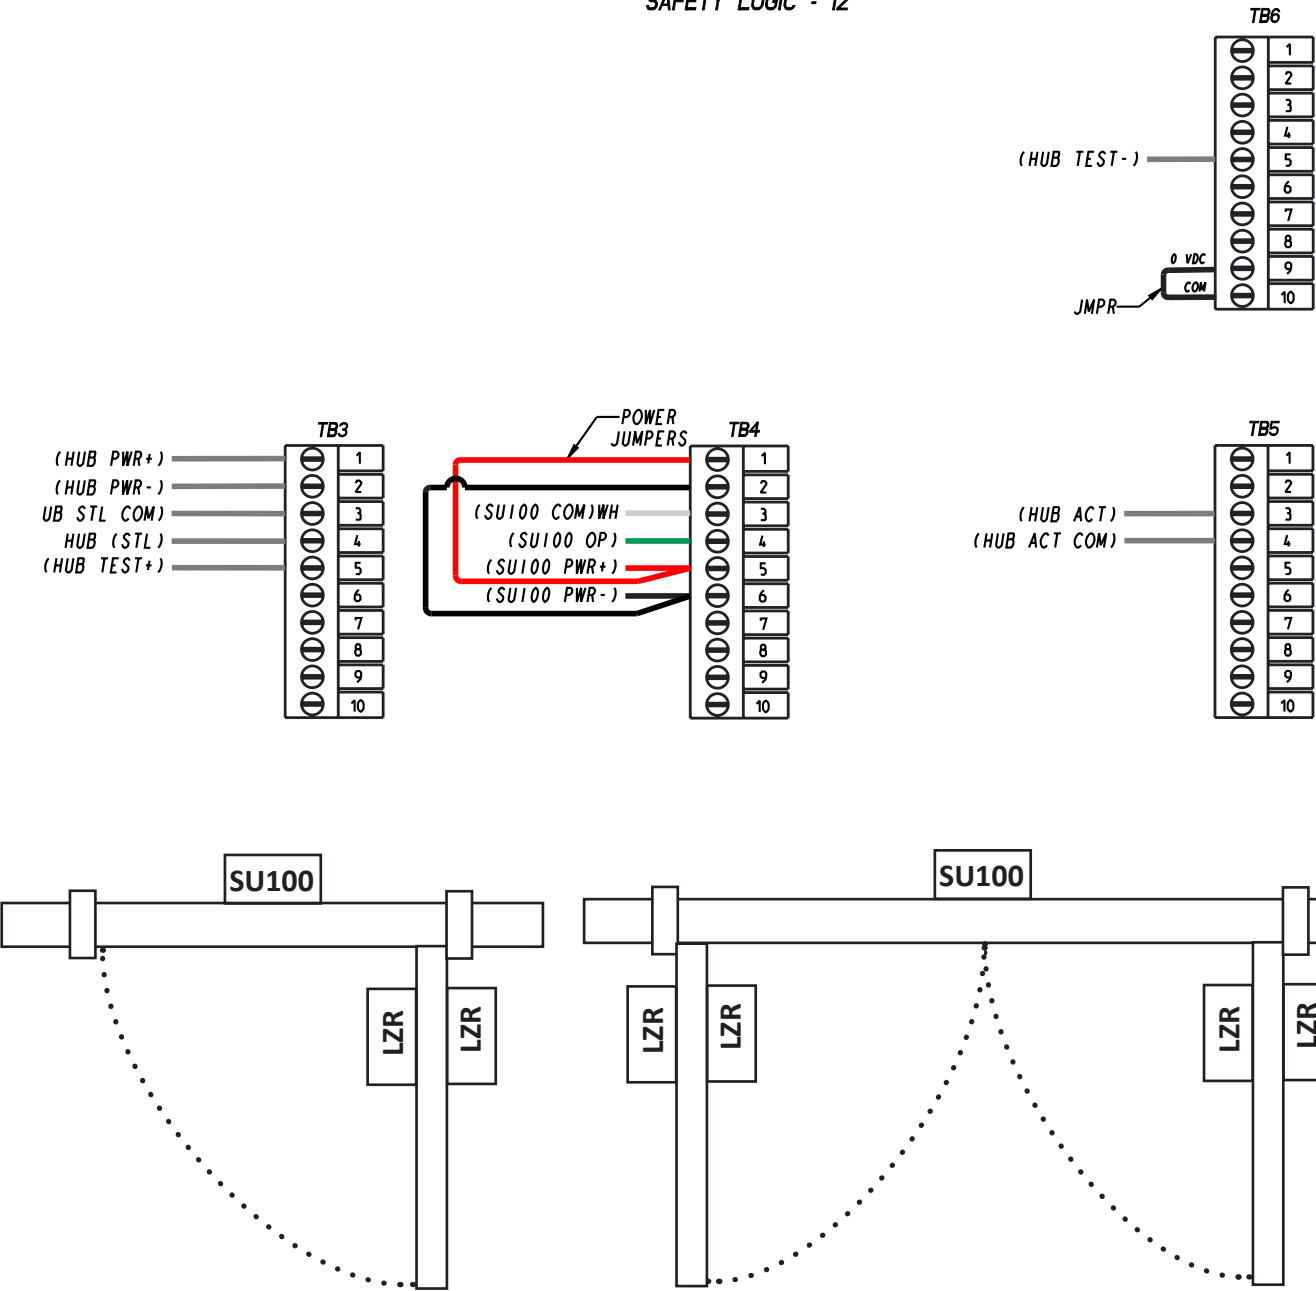 SAFETY LOGIC - 12
TB6
1
2
3
4
(HUB TEST-) 5
6
7
8
0 VDC 9
COM 10
JMPR
TB3
(HUB PWR+) 1
(HUB PWR-) 2
UB STL COM) 3
HUB (STL) 4
(HUB TEST+) 5
6
7
8
9
10
POWER
JUMPERS
TB4
1
2
(SU100 COM)WH 3
(SU100 OP) 4
(SU100 PWR+) 5
(SU100 PWR-) 6
7
8
9
10
TB5
1
2
(HUB ACT) 3
(HUB ACT COM) 4
5
6
7
8
9
10
SU100
LZR
LZR
SU100
LZR
LZR
LZR
LZR